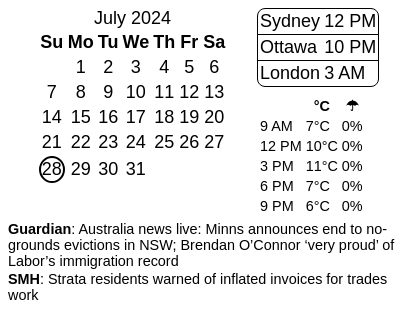 July 2024
Su Mo Tu We Th Fr Sa
1 2 3 4 5 6
7 8 9 10 11 12 13
14 15 16 17 18 19 20
21 22 23 24 25 26 27
28 29 30 31
Sydney 12 PM
Ottawa 10 PM
London 3 AM
°C ☂
9 AM 7°C 0%
12 PM 10°C 0%
3 PM 11°C 0%
6 PM 7°C 0%
9 PM 6°C 0%
Guardian: Australia news live: Minns announces end to no-
grounds evictions in NSW; Brendan O’Connor ‘very proud’ of
Labor’s immigration record
SMH: Strata residents warned of inflated invoices for trades
work